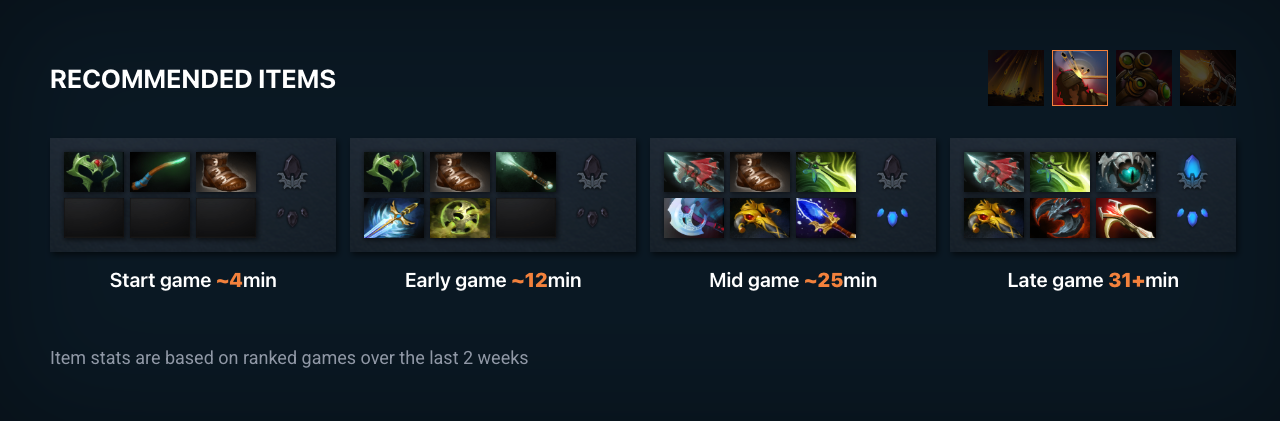 RECOMMENDED ITEMS
Start game ~4min
Early game ~12min
Mid game ~25min
Late game 31+min
Item stats are based on ranked games over the last 2 weeks